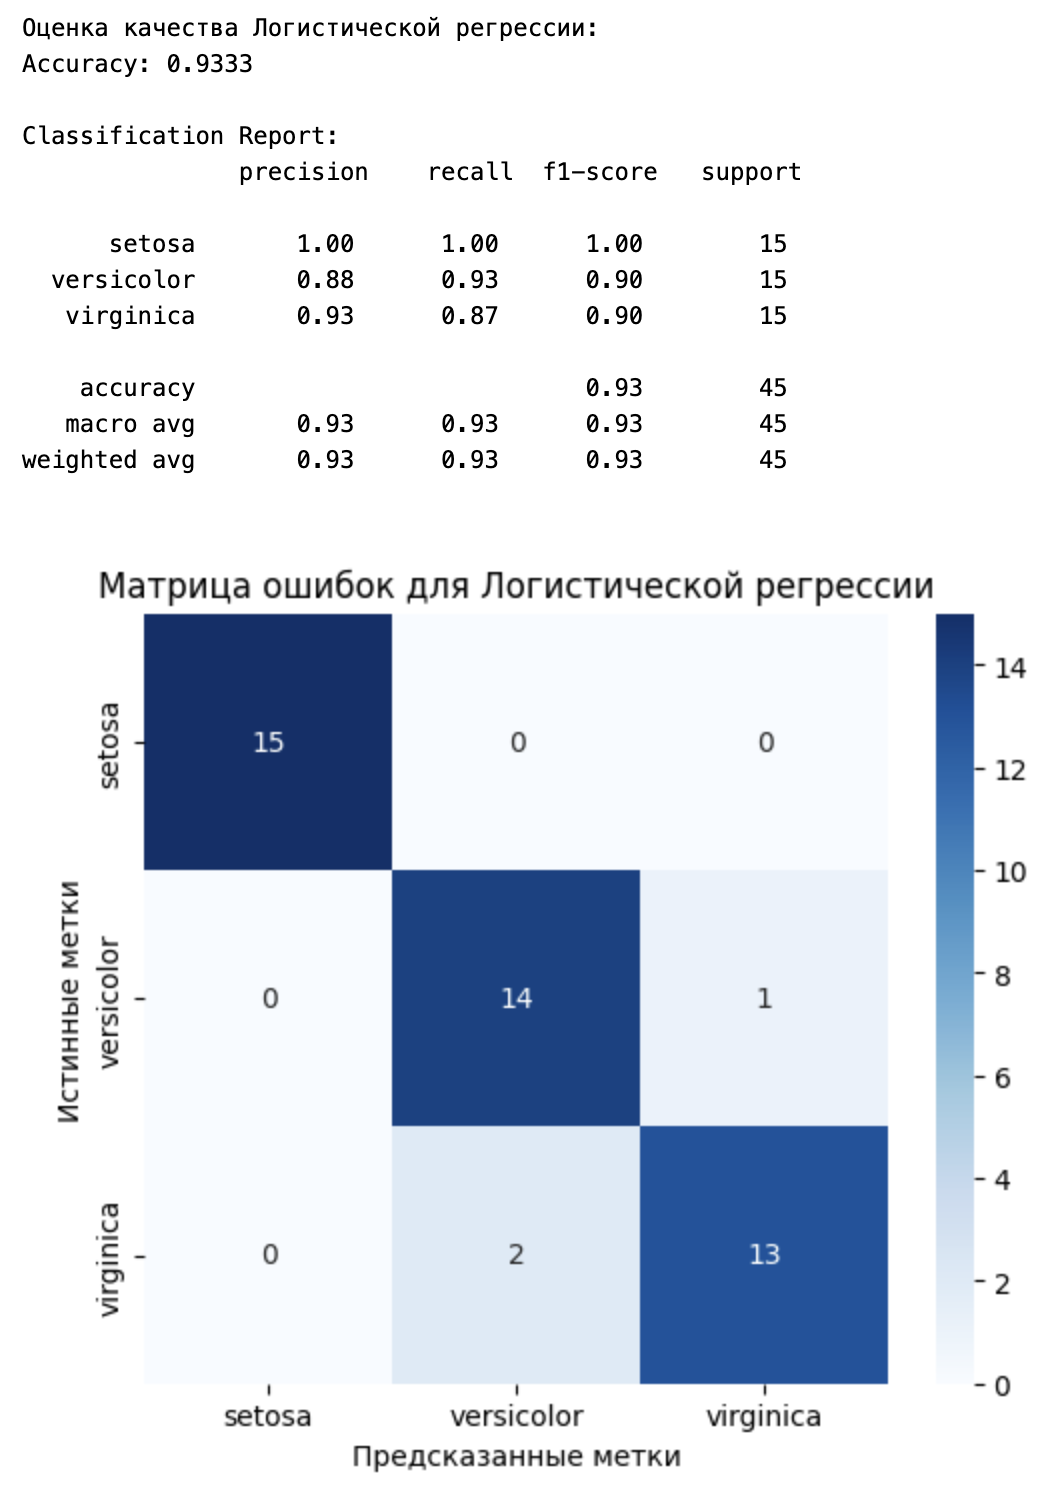 Оценка качества Логистической регрессии:
Accuracy: 0.9333
Classification Report:
precision recall f1-score support
setosa 1.00 1.00 1.00 15
versicolor 0.88 0.93 0.90 15
virginica 0.93 0.87 0.90 15
accuracy 0.93 45
macro avg 0.93 0.93 0.93 45
weighted avg 0.93 0.93 0.93 45
Матрица ошибок для Логистической регрессии
Истинные метки
setosa
15 0 0
versicolor
0 14 1
virginica
0 2 13
setosa versicolor virginica
Предсказанные метки
14
12
10
8
6
4
2
0